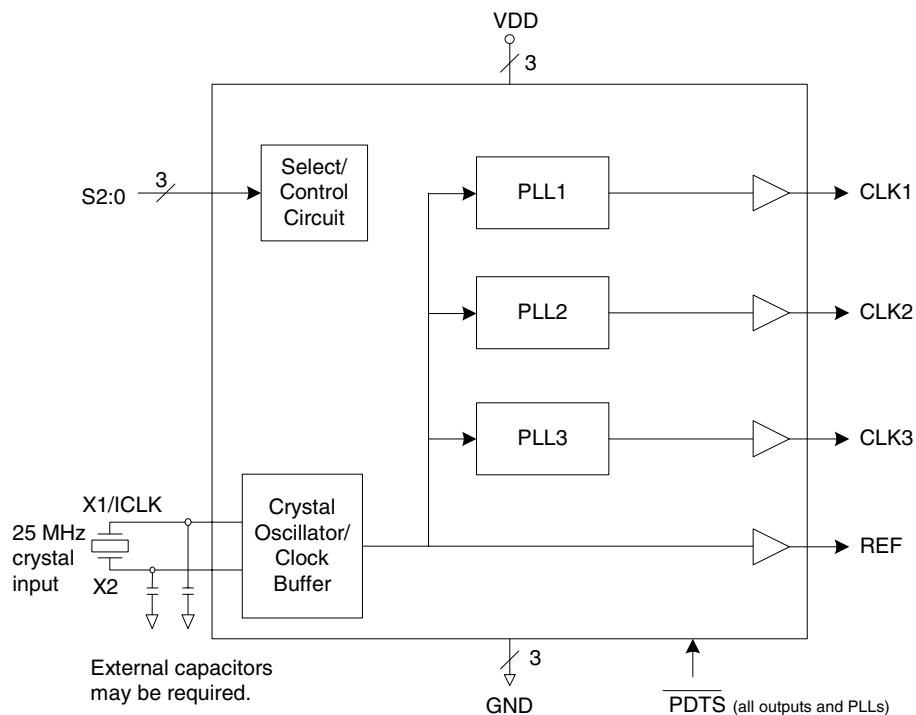 VDD
3
S2:0
3
Select/
Control
Circuit
PLL1
CLK1
PLL2
CLK2
PLL3
CLK3
X1/ICLK
25 MHz
crystal
input
X2
Crystal
Oscillator/
Clock
Buffer
REF
External capacitors
may be required.
3
GND
PDTS (all outputs and PLLs)